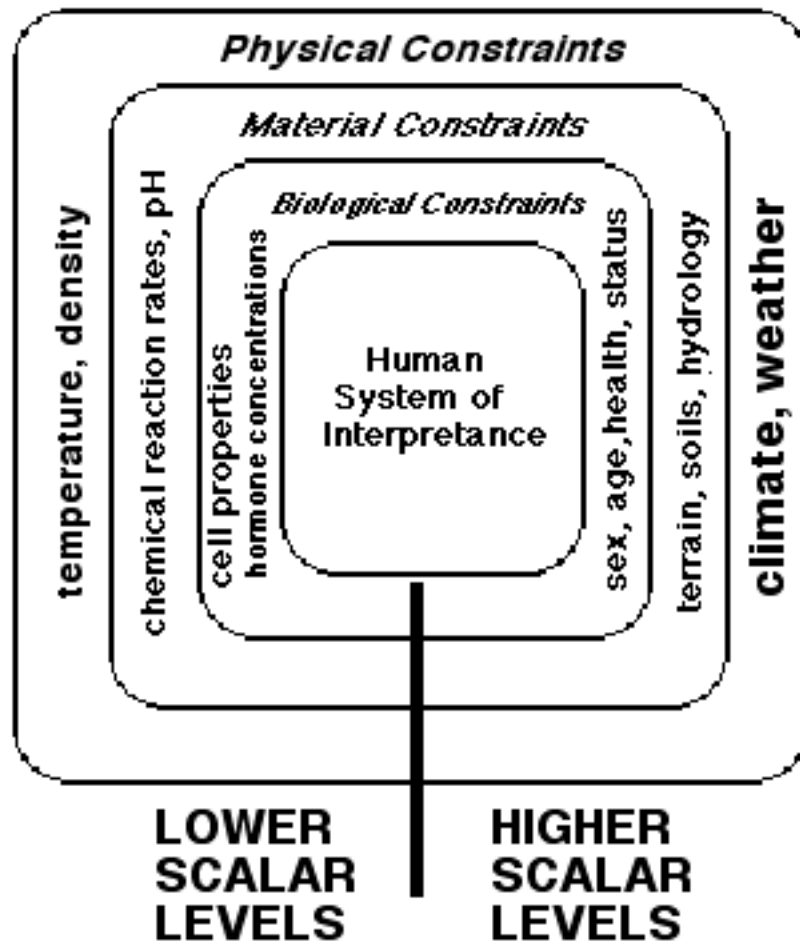 Physical Constraints
Material Constraints
Biological Constraints
temperature, density
chemical reaction rates, pH
cell properties
hormone concentrations
Human
System of
Interpretance
sex, age,health, status
terrain, soils, hydrology
climate, weather
LOWER
SCALAR
LEVELS
HIGHER
SCALAR
LEVELS